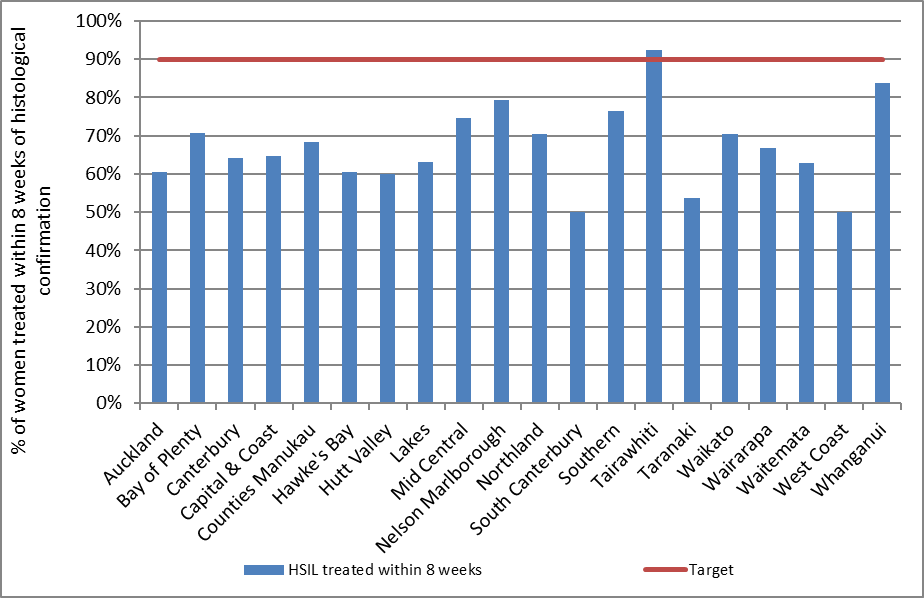 % of women treated within 8 weeks of histological
confirmation
100%
90%
80%
70%
60%
50%
40%
30%
20%
10%
0%
Auckland
Bay of Plenty
Canterbury
Capital & Coast
Counties Manukau
Hawke's Bay
Hutt Valley
Lakes
Mid Central
Nelson Marlborough
Northland
South Canterbury
Southern
Tairawhiti
Taranaki
Waikato
Wairarapa
Waitemata
West Coast
Whanganui
HSIL treated within 8 weeks
Target